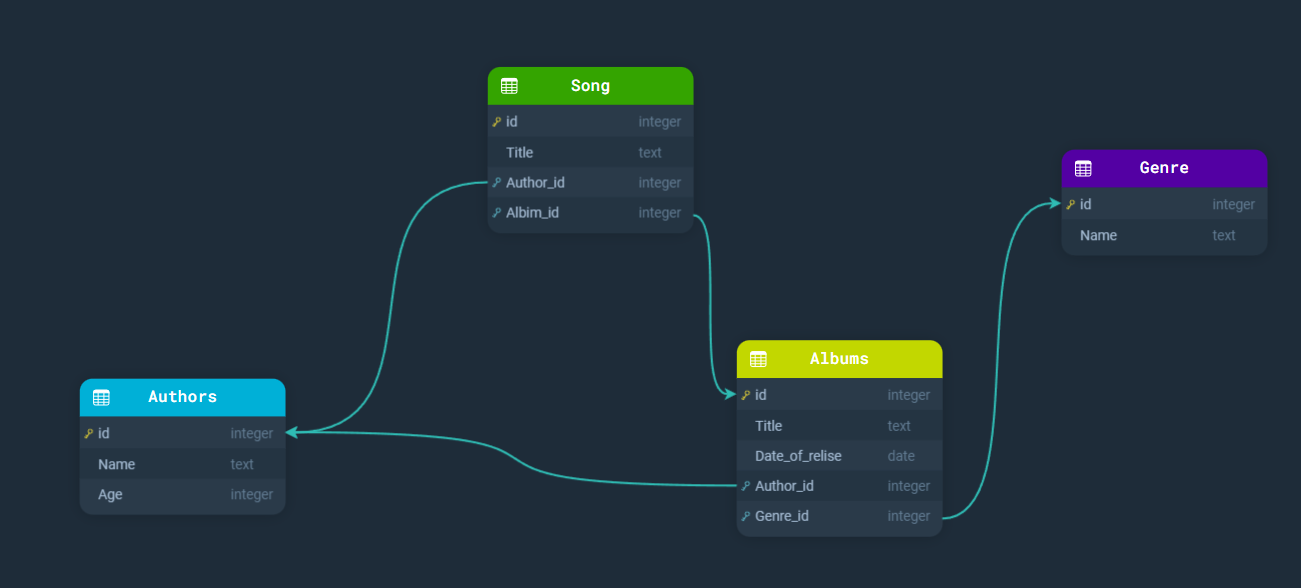 Song
id integer
Title text
Author_id integer
Albim_id integer
Genre
id integer
Name text
Albums
id integer
Title text
Date_of_relise date
Author_id integer
Genre_id integer
Authors
id integer
Name text
Age integer